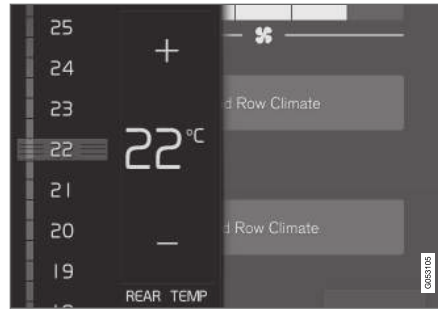 25
24
23
22
21
20
19
+
22°C
−
REAR TEMP
Row Climate
Row Climate
G053105